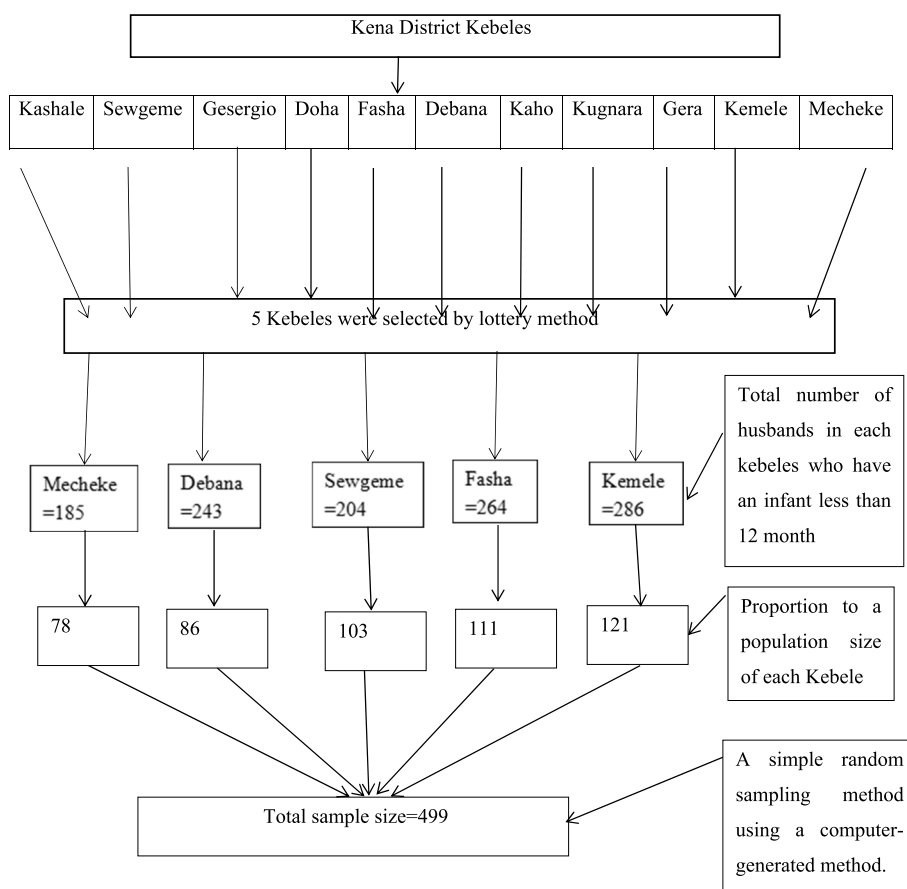 Kena District Kebeles
Kashale Sewgeme Gesergio Doha Fasha Debana Kaho Kugnara Gera Kemele Mecheke
5 Kebeles were selected by lottery method
Total number of
husbands in each
kebeles who have
an infant less than
12 month
Mecheke
=185
Debana
=243
Sewgeme
=204
Fasha
=264
Kemele
=286
78
86
103
111
121
Proportion to a
population size
of each Kebele
Total sample size=499
A simple random
sampling method
using a computer-
generated method.